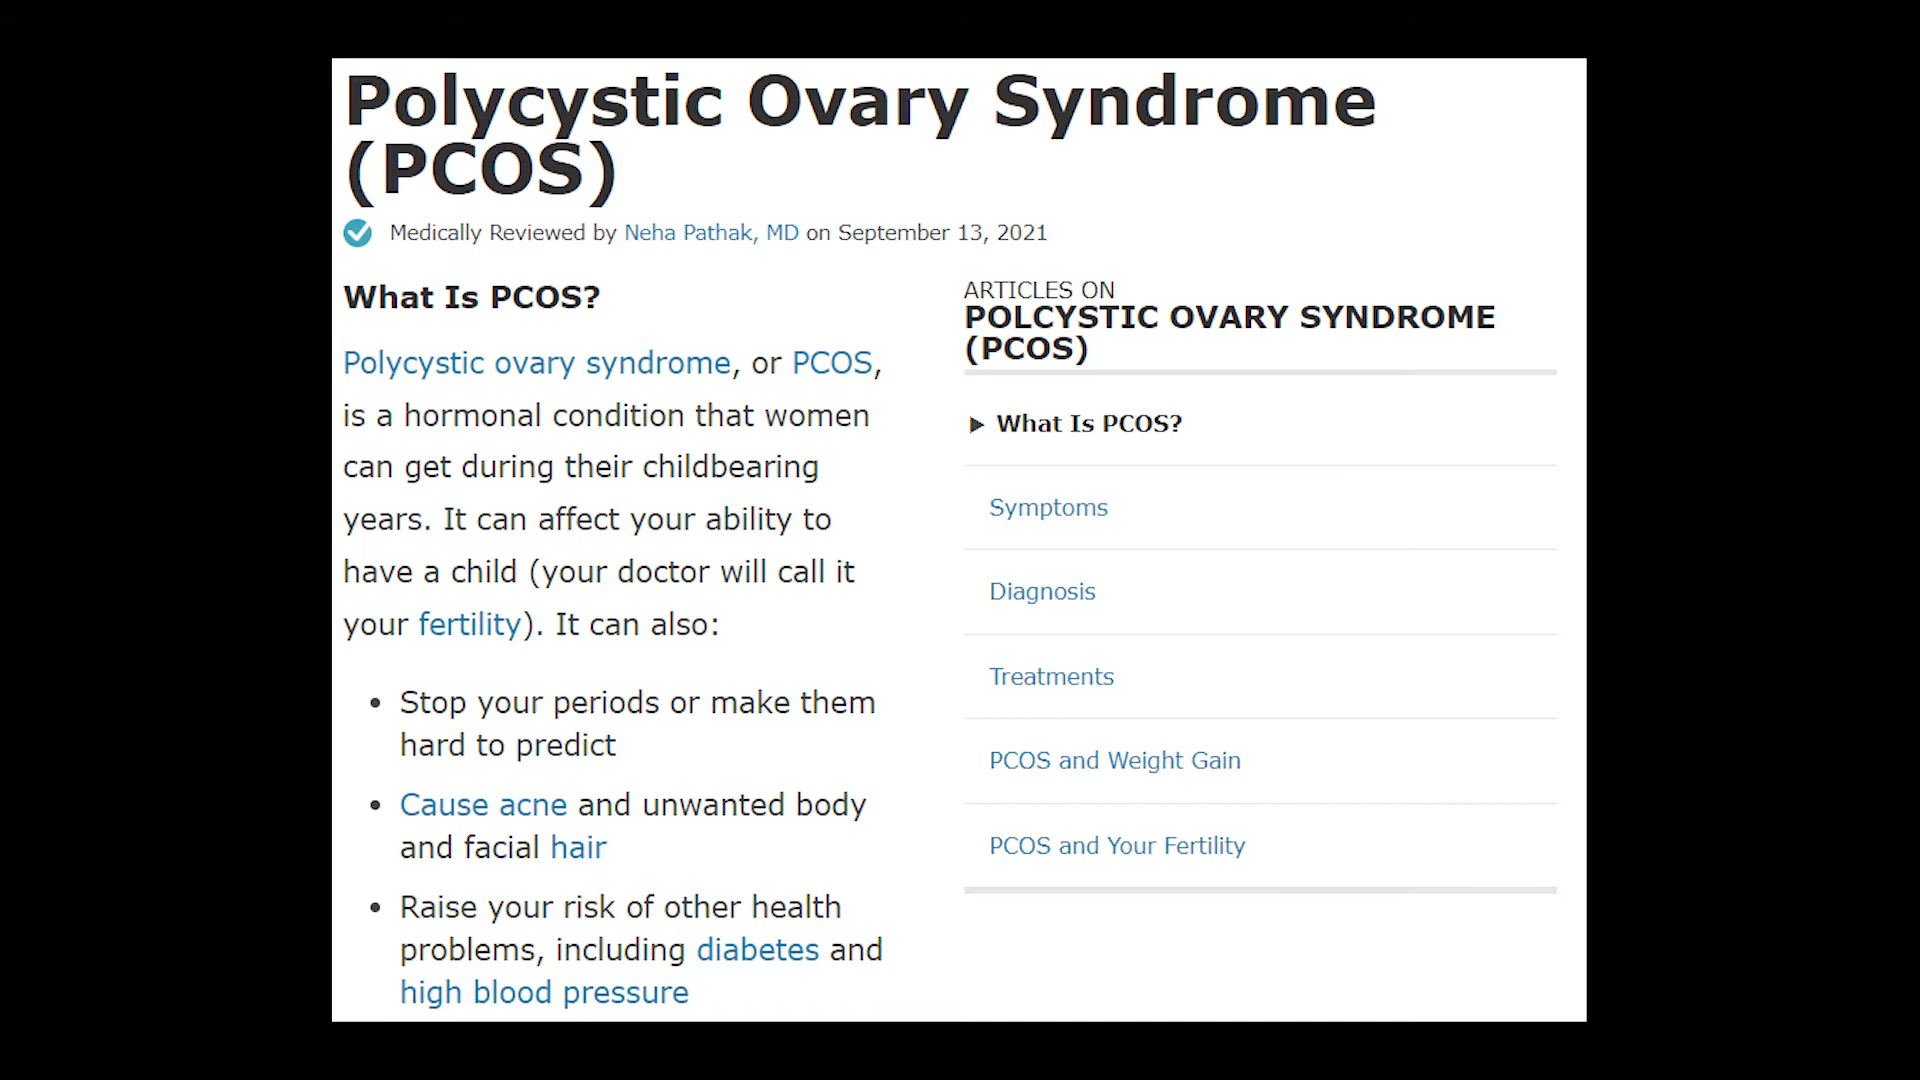 Polycystic Ovary Syndrome
(PCOS)
Medically Reviewed by Neha Pathak, MD on September 13, 2021
What Is PCOS?
Polycystic ovary syndrome, or PCOS,
is a hormonal condition that women
can get during their childbearing
years. It can affect your ability to
have a child (your doctor will call it
your fertility). It can also:
• Stop your periods or make them
hard to predict
• Cause acne and unwanted body
and facial hair
• Raise your risk of other health
problems, including diabetes and
high blood pressure
ARTICLES ON
POLCYSTIC OVARY SYNDROME
(PCOS)
What Is PCOS?
Symptoms
Diagnosis
Treatments
PCOS and Weight Gain
PCOS and Your Fertility